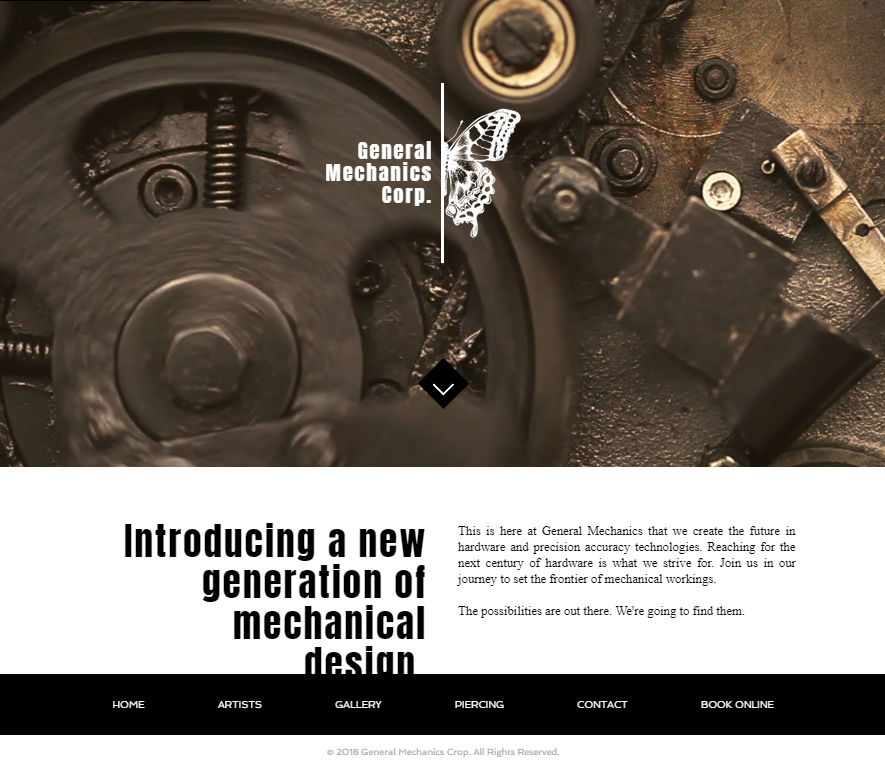 General
Mechanics
Corp.
Introducing a new
generation of
mechanical
design
This is here at General Mechanics that we create the future in
hardware and precision accuracy technologies. Reaching for the
next century of hardware is what we strive for. Join us in our
journey to set the frontier of mechanical workings.
The possibilities are out there. We're going to find them.
HOME
ARTISTS
GALLERY
PIERCING
CONTACT
BOOK ONLINE
© 2018 General Mechanics Crop. All Rights Reserved.